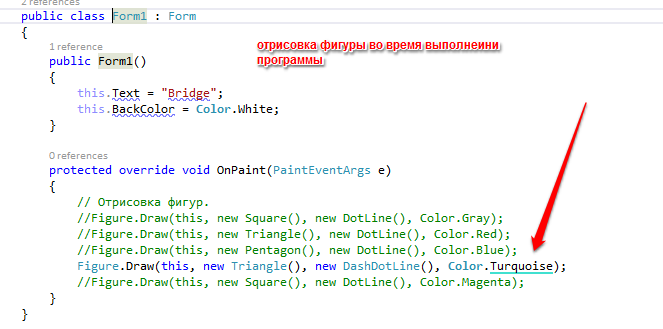 2 references
public class Form1 : Form
{
отрисовка фигуры во время выполнеини
программы
1 reference
public Form1()
{
this.Text = "Bridge";
this.BackColor = Color.White;
}
0 references
protected override void OnPaint(PaintEventArgs e)
{
// Отрисовка фигур.
//Figure.Draw(this, new Square(), new DotLine(), Color.Gray);
//Figure.Draw(this, new Triangle(), new DotLine(), Color.Red);
//Figure.Draw(this, new Pentagon(), new DotLine(), Color.Blue);
Figure.Draw(this, new Triangle(), new DashDotLine(), Color.Turquoise);
//Figure.Draw(this, new Square(), new DotLine(), Color.Magenta);
}
}